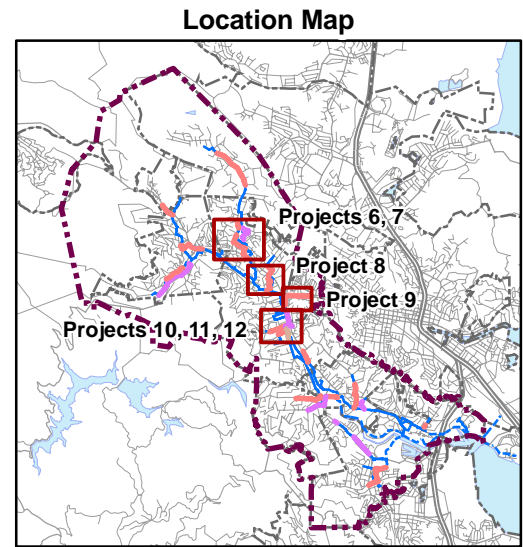 Location Map
Projects 6, 7
Project 8
Project 9
Projects 10, 11, 12